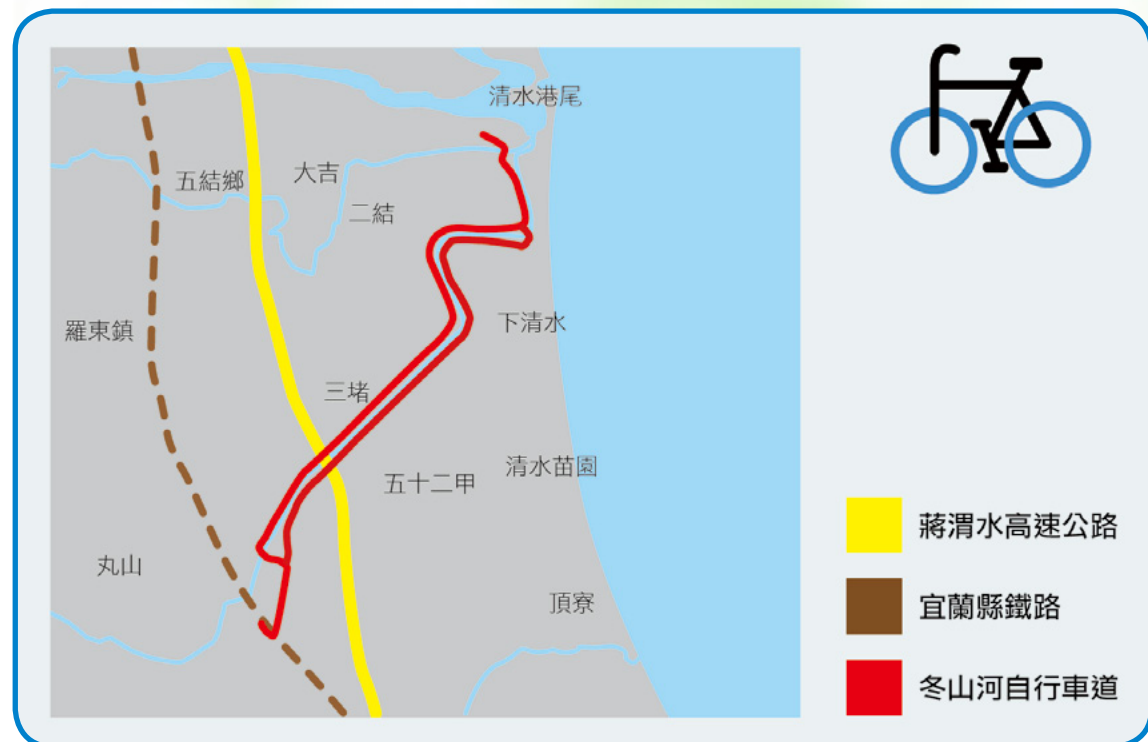 清水港尾
大吉
五結鄉
二結
下清水
羅東鎮
三堵
清水苗園
五十二甲
丸山
頂寮
蔣渭水高速公路
宜蘭縣鐵路
冬山河自行車道